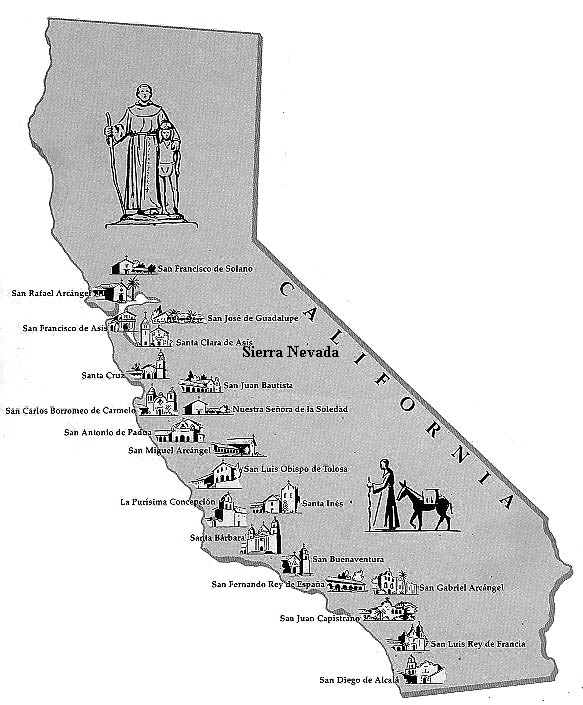 San Francisco de Solano
San Rafael Arcángel
San José de Guadalupe
San Francisco de Asis
Santa Clara de Asis
CALIFORNIA
Sierra Nevada
Santa Cruz
San Juan Bautista
San Carlos Borromeo de Carmelo
Nuestra Señora de la Soledad
San Antonio de Padua
San Miguel Arcángel
San Luis Obispo de Tolosa
La Purísima Concepción
Santa Inés
Santa Bárbara
San Buenaventura
San Fernando Rey de España
San Gabriel Arcángel
San Juan Capistrano
San Luis Rey de Francia
San Diego de Alcalá